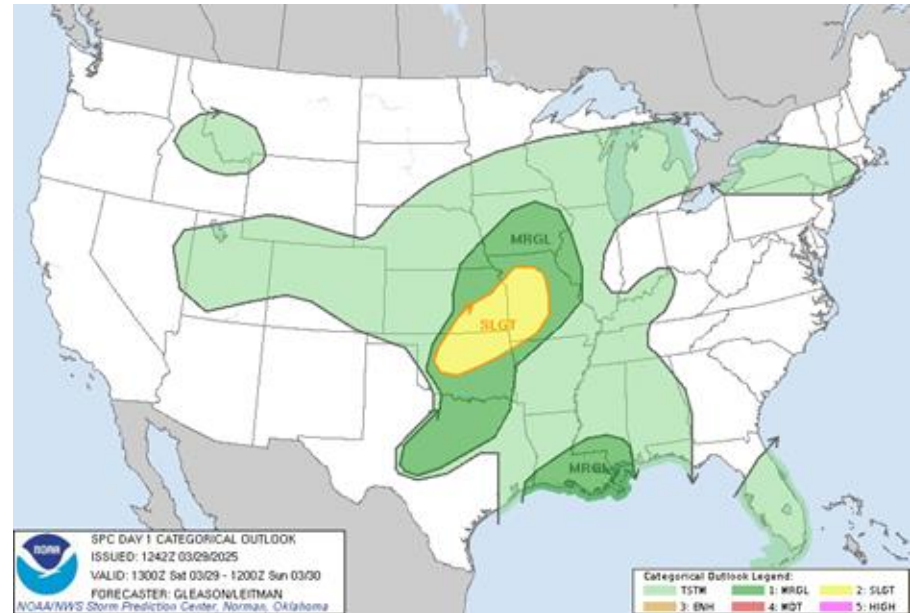 MRGL
SLGT
MRGL
SPC DAY 1 CATEGORICAL OUTLOOK
ISSUED: 1242Z 03/29/2025
VALID: 1300Z Sat 03/29 - 1200Z Sun 03/30
FORECASTER: GLEASON/LEITMAN
NOAA/NWS Storm Prediction Center, Norman, Oklahoma
NOAA
Categorical Outlook Legend:
TSTM 1: MRGL 2: SLGT
3: ENH 4: MDT 5: HIGH